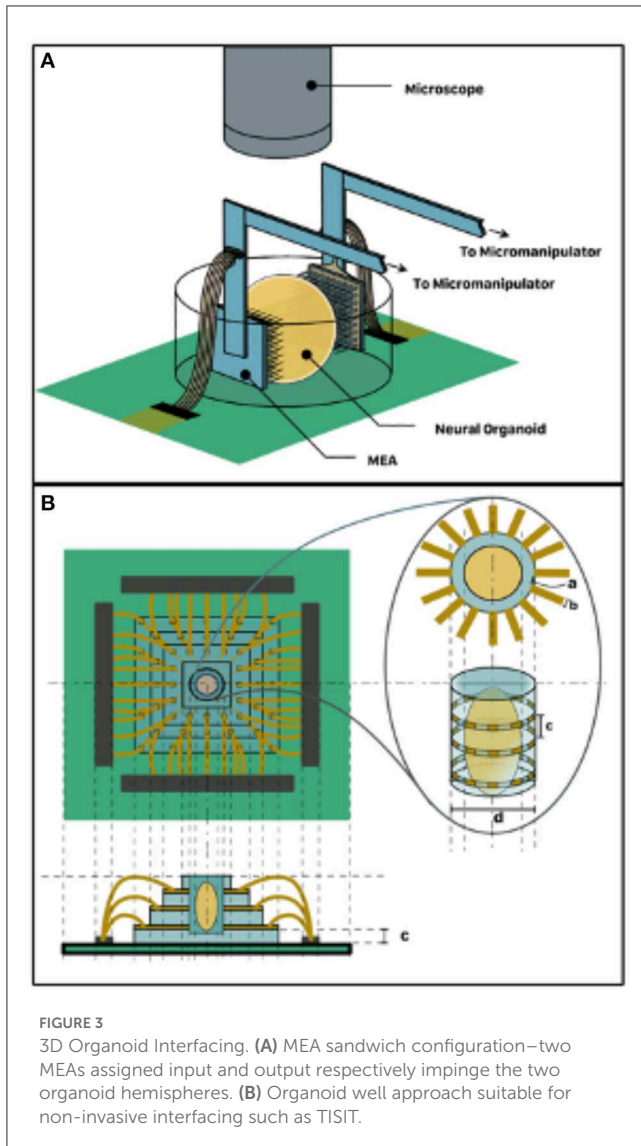 A
Microscope
To Micromanipulator
To Micromanipulator
Neural Organoid
MEA
B
a
b
c
d
c
FIGURE 3
3D Organoid Interfacing. (A) MEA sandwich configuration–two
MEAs assigned input and output respectively impinge the two
organoid hemispheres. (B) Organoid well approach suitable for
non-invasive interfacing such as TISIT.